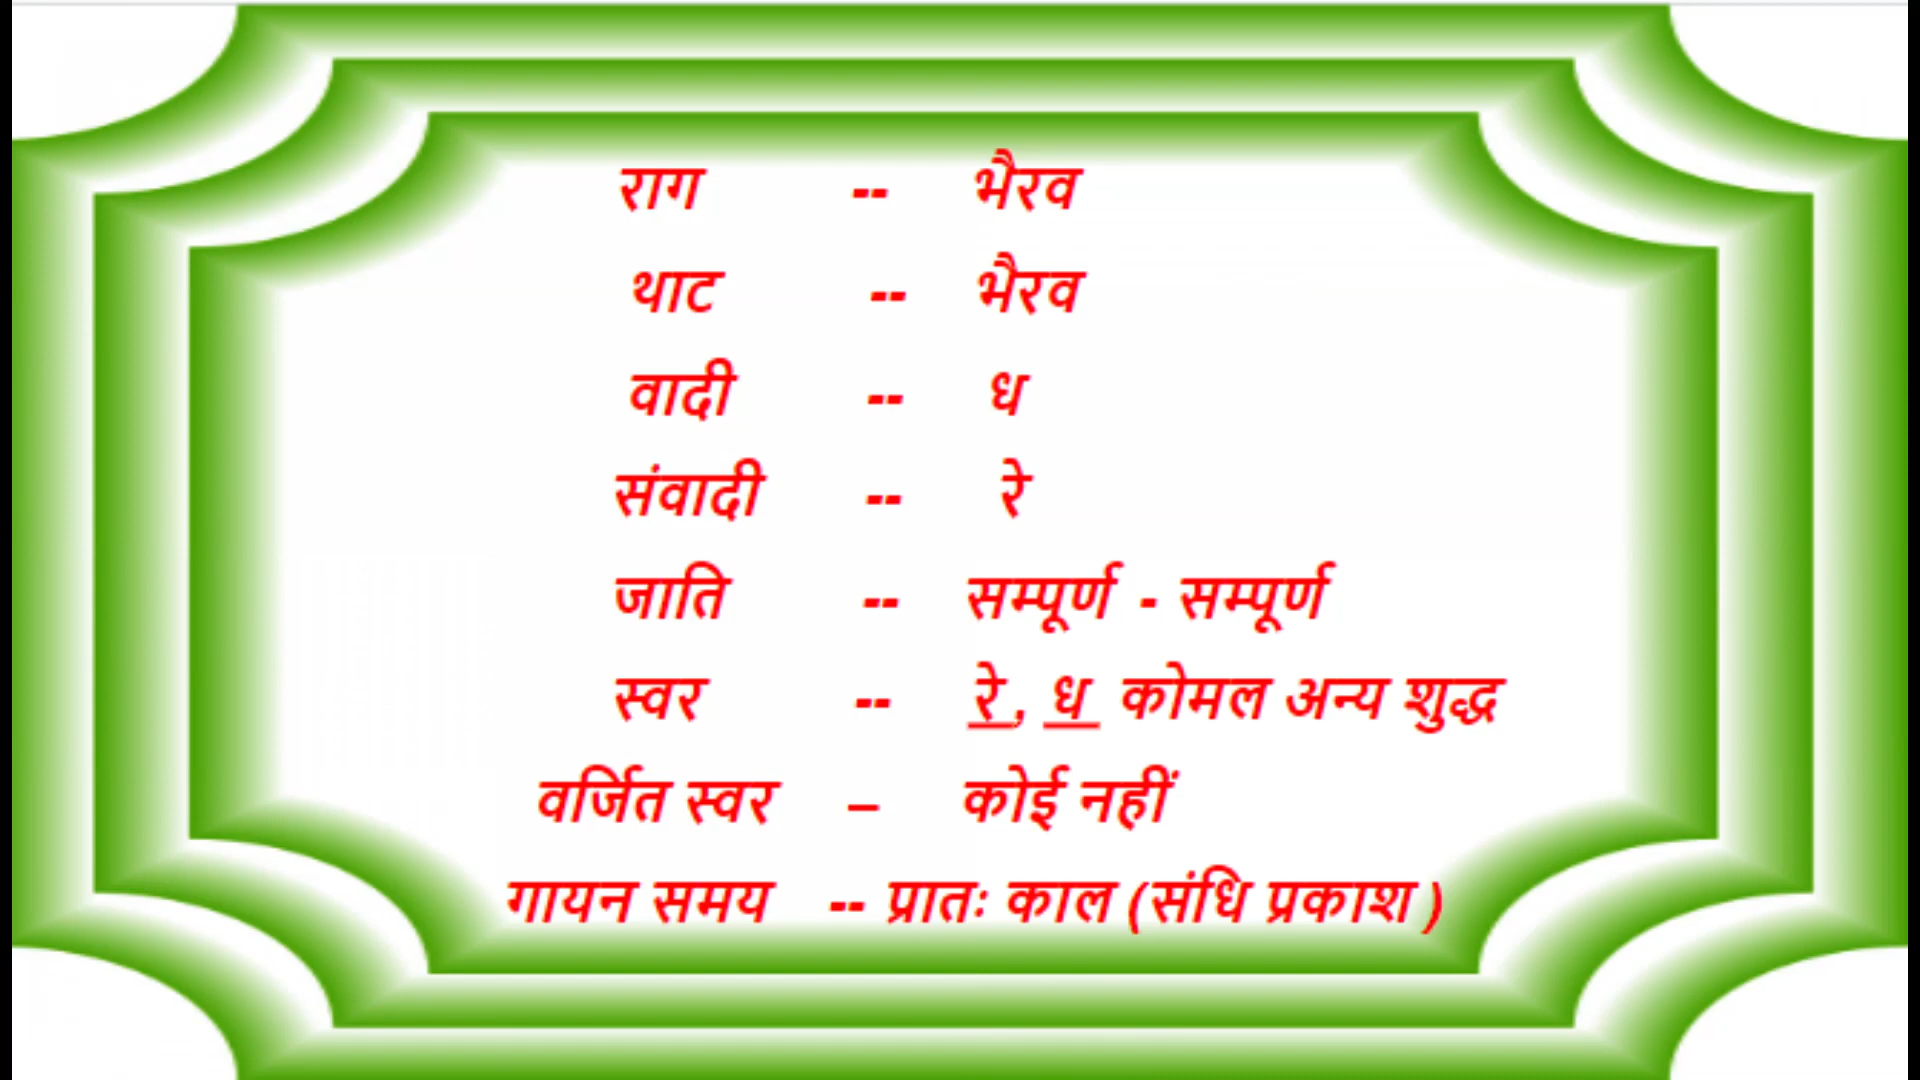 राग -- भैरव
थाट -- भैरव
वादी -- ध
संवादी -- रे
जाति -- सम्पूर्ण - सम्पूर्ण
स्वर -- रे , ध कोमल अन्य शुद्ध
वर्जित स्वर – कोई नहीं
गायन समय -- प्रातः काल (संधि प्रकाश )